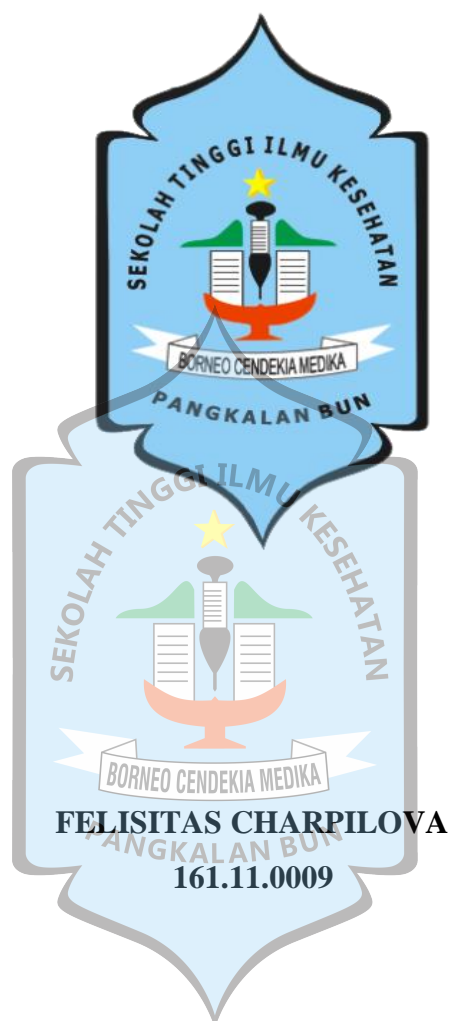 SEKOLAH TINGGI ILMU KESEHATAN
BORNEO CENDEKIA MEDIKA
PANGKALAN BUN
SEKOLAH TINGGI ILMU KESEHATAN
BORNEO CENDEKIA MEDIKA
FELISITAS CHARPILOVA
PANGKALAN BUN
161.11.0009